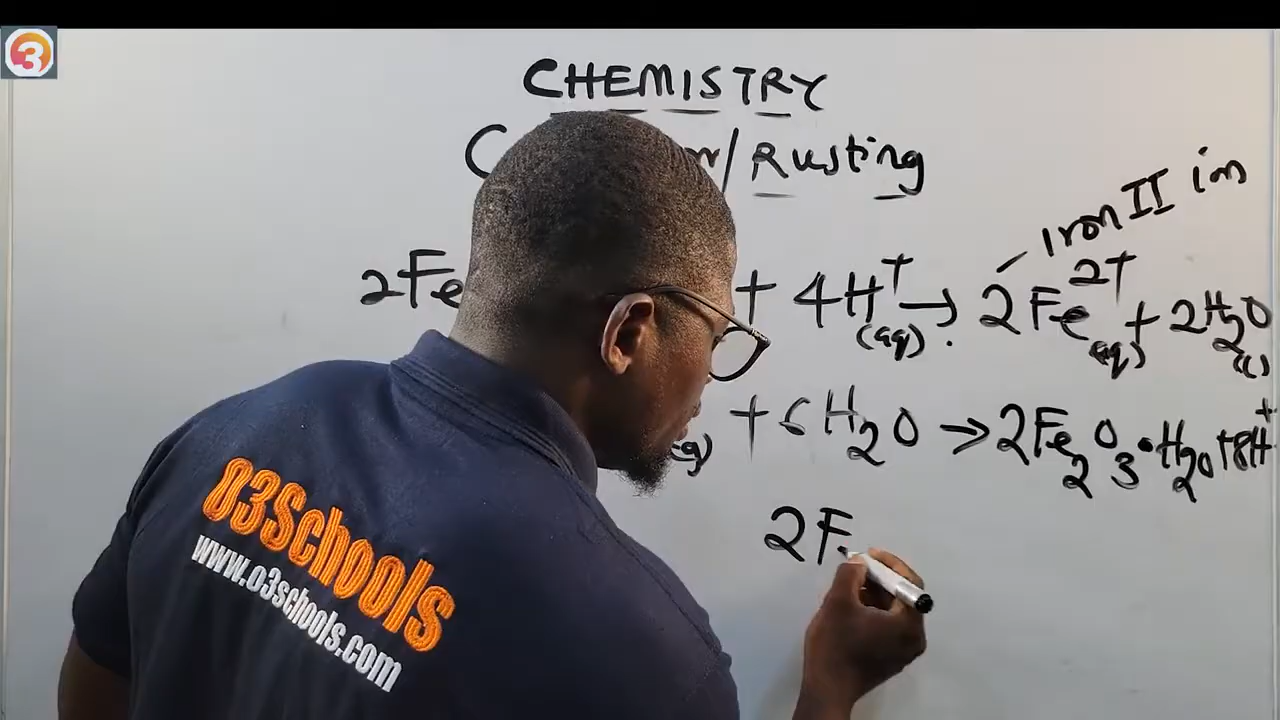 3
CHEMISTRY
/ Rusting
Iron II ion
2Fe + 4H⁺(aq) → 2Fe²⁺(aq) + 2H₂O(l)
+ 6H₂O → 2Fe₂O₃·H₂O + 8H⁺
2F
O3Schools
www.o3schools.com